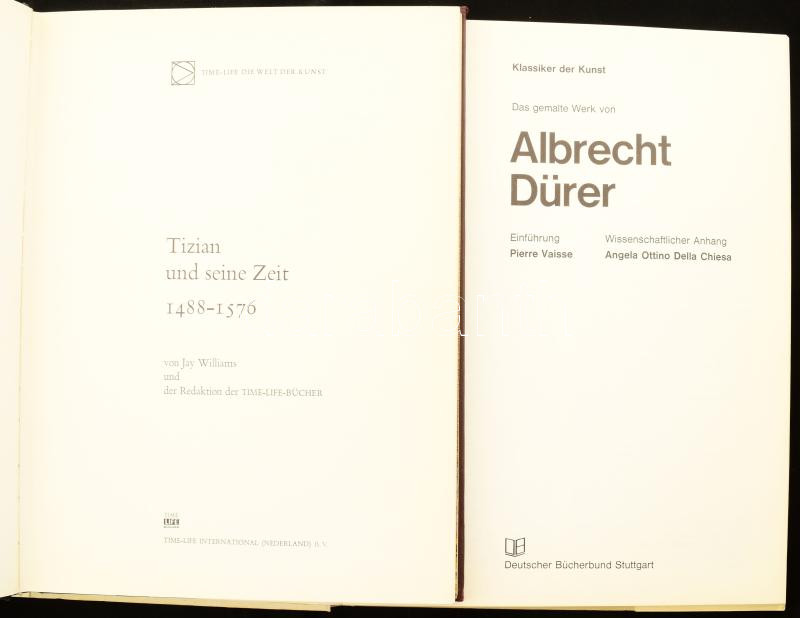 TIME-LIFE DIE WELT DER KUNST
Tizian
und seine Zeit
1488–1576
von Jay Williams
und
der Redaktion der TIME-LIFE-BÜCHER
TIME
LIFE
TIME-LIFE INTERNATIONAL (NEDERLAND) B. V.
Klassiker der Kunst
Das gemalte Werk von
Albrecht
Dürer
Einführung
Pierre Vaisse
Wissenschaftlicher Anhang
Angela Ottino Della Chiesa
Deutscher Bücherbund Stuttgart